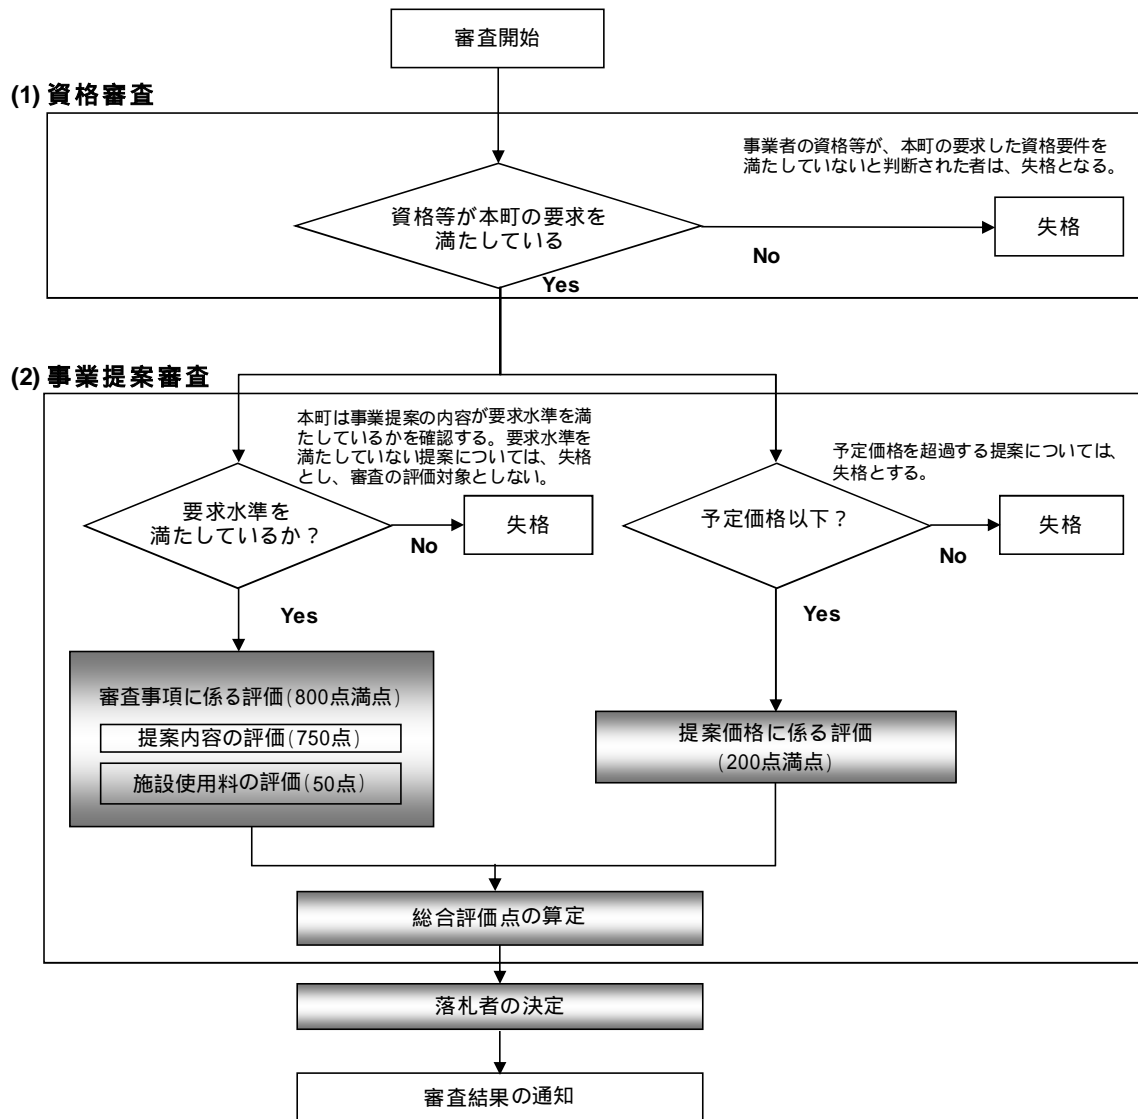 審査開始
(1) 資格審査
事業者の資格等が、本町の要求した資格要件を
満たしていないと判断された者は、失格となる。
資格等が本町の要求を
満たしている
失格
No
Yes
(2) 事業提案審査
本町は事業提案の内容が要求水準を満
たしているかを確認する。要求水準を
満たしていない提案については、失格
とし、審査の評価対象としない。
予定価格を超過する提案については、
失格とする。
要求水準を
満たしているか？
失格
No
予定価格以下？
失格
No
Yes
Yes
審査事項に係る評価(800点満点)
提案内容の評価(750点)
施設使用料の評価(50点)
提案価格に係る評価
(200点満点)
総合評価点の算定
落札者の決定
審査結果の通知